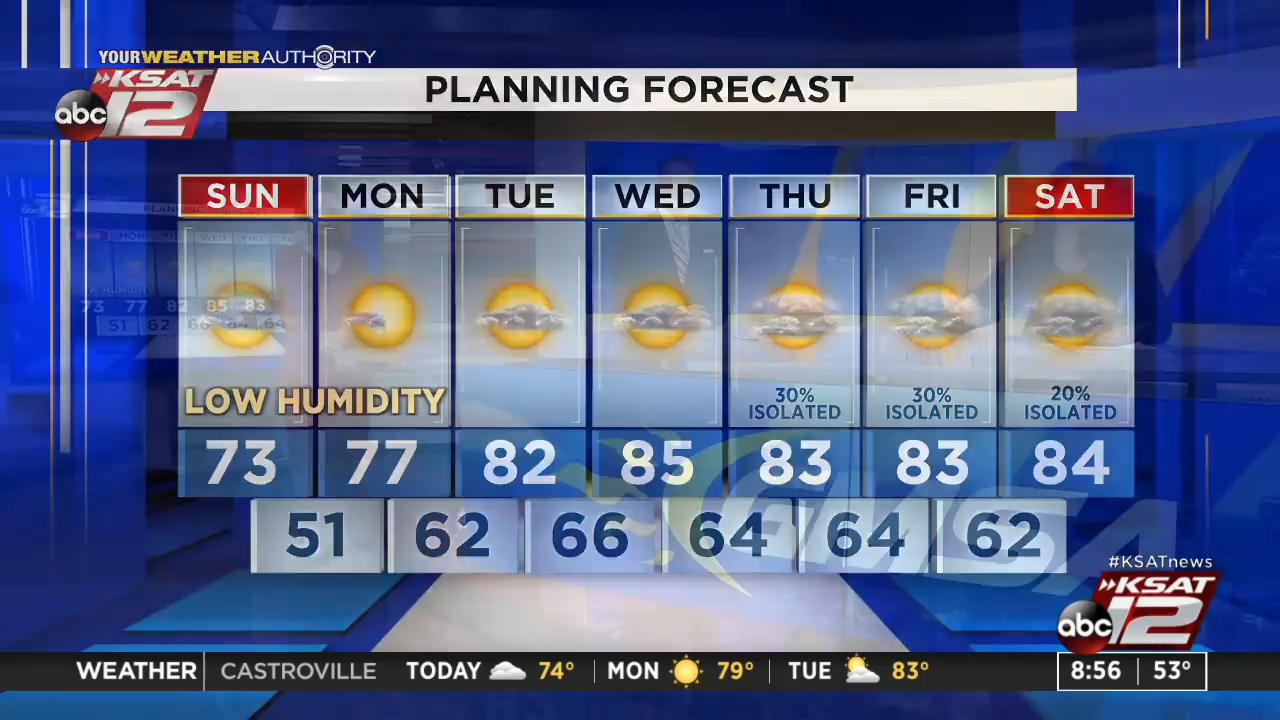 YOURWEATHERAUTHORITY
KSAT
abc 12
PLANNING FORECAST
SUN MON TUE WED THU FRI SAT
LOW HUMIDITY
30% 30% 20%
ISOLATED ISOLATED ISOLATED
73 77 82 85 83 83 84
51 62 66 64 64 62
GMSA
#KSATnews
KSAT
abc 12
WEATHER CASTROVILLE TODAY 74° MON 79° TUE 83° 8:56 53°